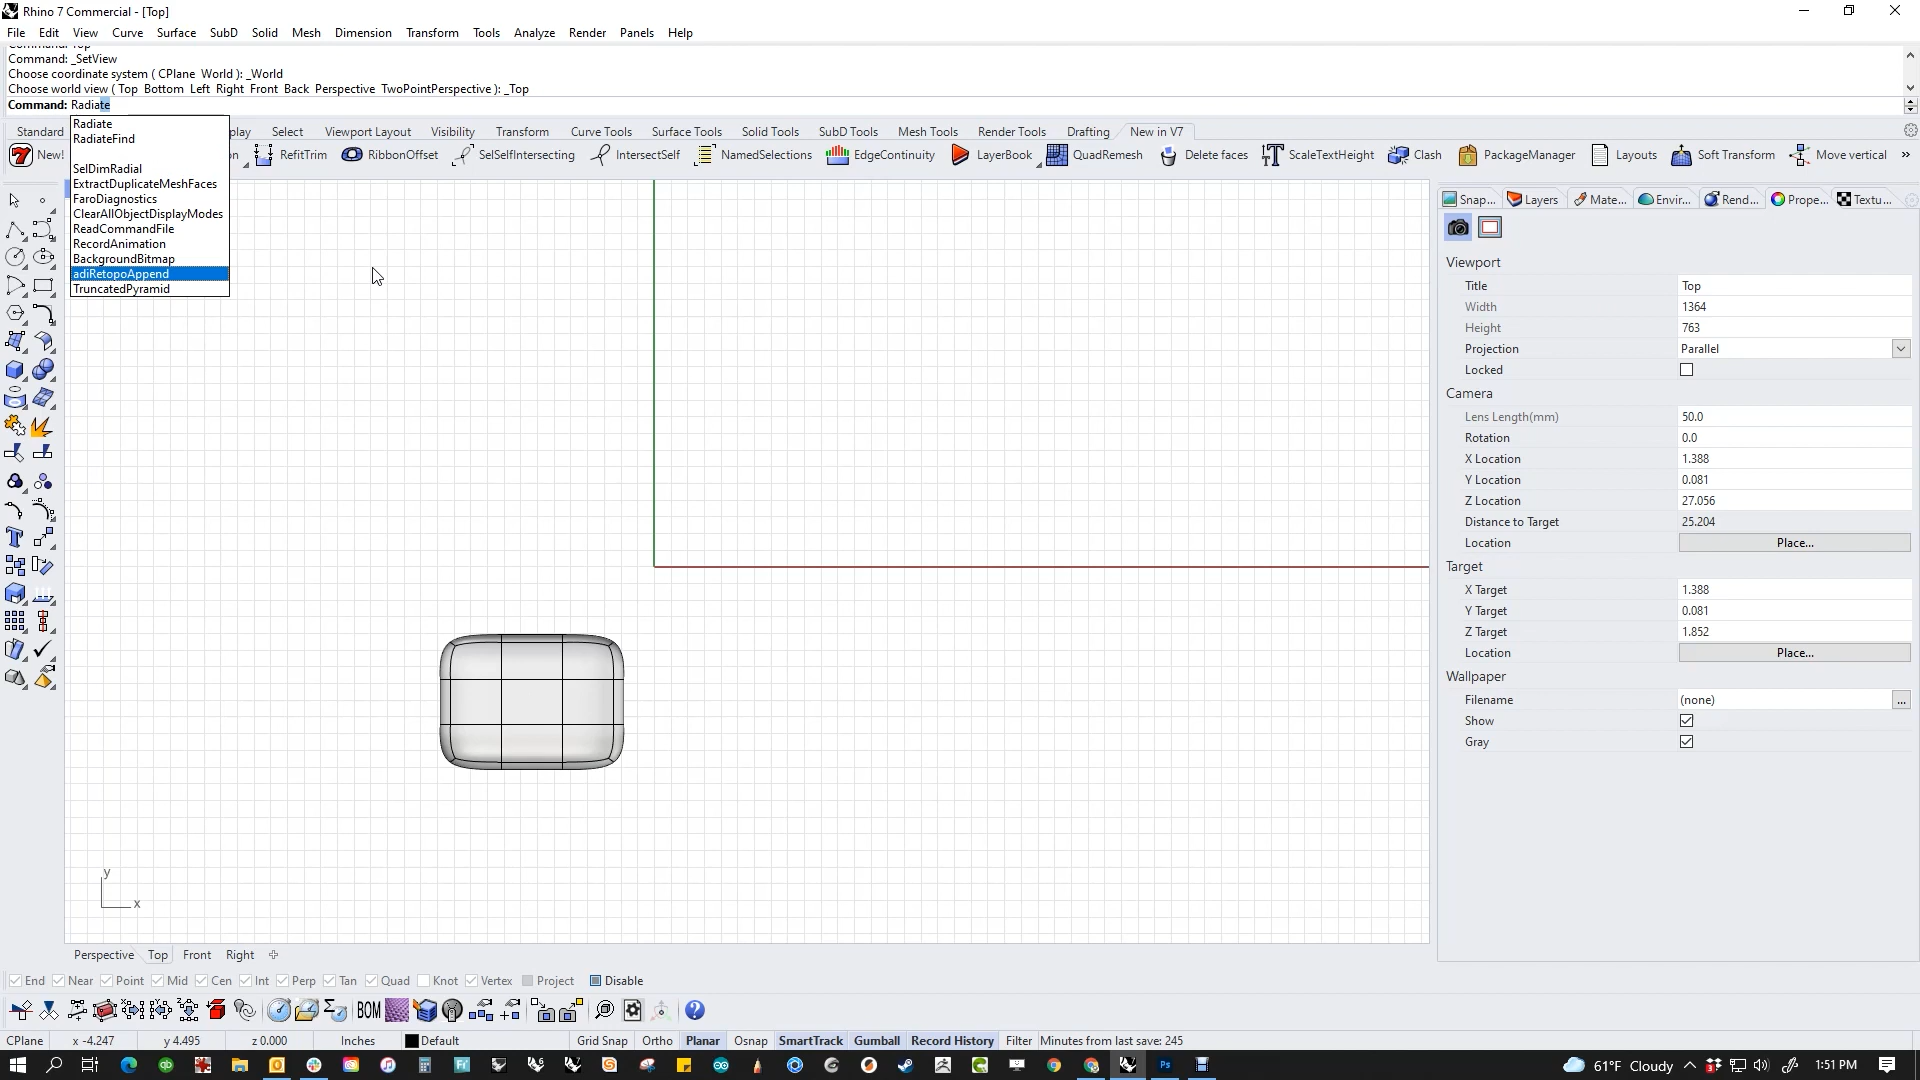 Rhino 7 Commercial - [Top]
File Edit View Curve Surface SubD Solid Mesh Dimension Transform Tools Analyze Render Panels Help
Command: _SetView
Choose coordinate system ( CPlane World ): _World
Choose world view ( Top Bottom Left Right Front Back Perspective TwoPointPerspective ): _Top
Command: Radiate
Radiate
RadiateFind
SelDimRadial
ExtractDuplicateMeshFaces
FaroDiagnostics
ClearAllObjectDisplayModes
ReadCommandFile
RecordAnimation
BackgroundBitmap
adiRetopoAppend
TruncatedPyramid
Standard play Select Viewport Layout Visibility Transform Curve Tools Surface Tools Solid Tools SubD Tools Mesh Tools Render Tools Drafting New in V7
New! n RefitTrim RibbonOffset SelSelfIntersecting IntersectSelf NamedSelections EdgeContinuity LayerBook QuadRemesh Delete faces ScaleTextHeight Clash PackageManager Layouts Soft Transform Move vertical »
Snap... Layers Mate... Envir... Rend... Prope... Textu...
Viewport
Title Top
Width 1364
Height 763
Projection Parallel
Locked
Camera
Lens Length(mm) 50.0
Rotation 0.0
X Location 1.388
Y Location 0.081
Z Location 27.056
Distance to Target 25.204
Location Place...
Target
X Target 1.388
Y Target 0.081
Z Target 1.852
Location Place...
Wallpaper
Filename (none) ...
Show
Gray
y
x
Perspective Top Front Right
End Near Point Mid Cen Int Perp Tan Quad Knot Vertex Project Disable
BOM
CPlane x -4.247 y 4.495 z 0.000 Inches Default Grid Snap Ortho Planar Osnap SmartTrack Gumball Record History Filter Minutes from last save: 245
61°F Cloudy 1:51 PM